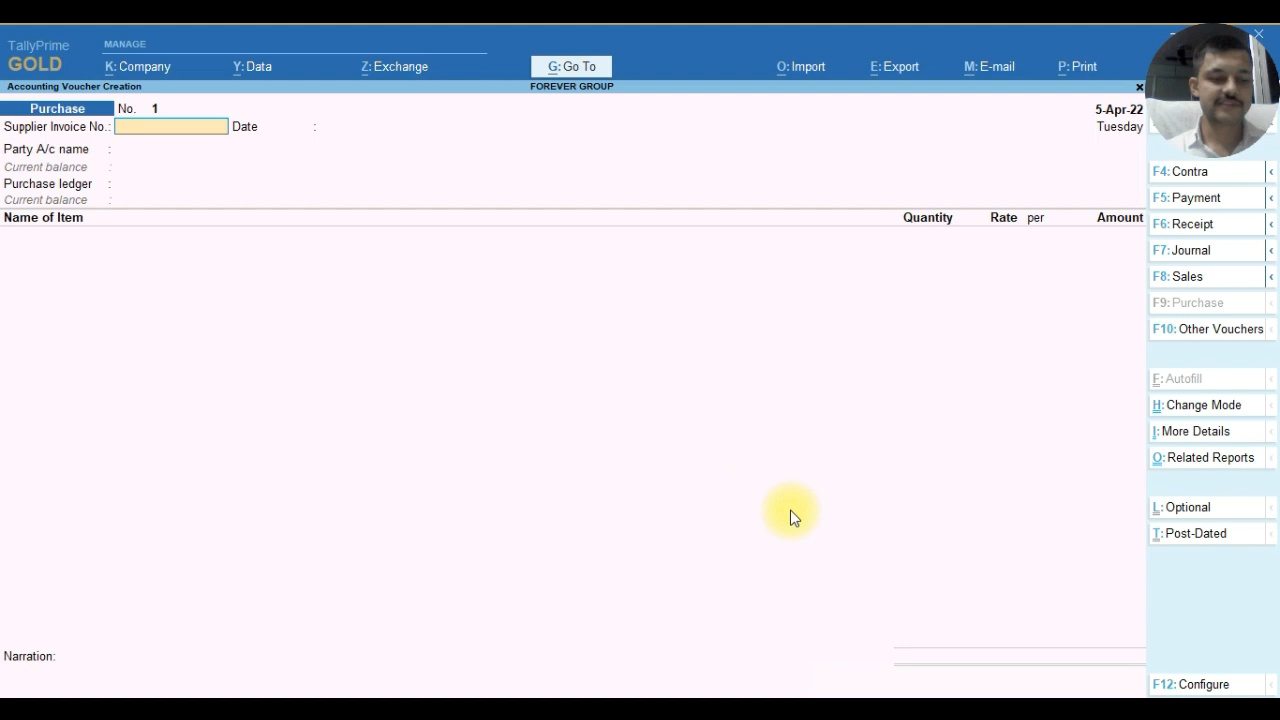 TallyPrime
GOLD
MANAGE
K: Company
Y: Data
Z: Exchange
G: Go To
O: Import
E: Export
M: E-mail
P: Print
Accounting Voucher Creation
FOREVER GROUP
Purchase No. 1
5-Apr-22
Supplier Invoice No.: Date :
Tuesday
Party A/c name :
Current balance :
Purchase ledger :
Current balance :
Name of Item Quantity Rate per Amount
Narration:
F4: Contra
F5: Payment
F6: Receipt
F7: Journal
F8: Sales
F9: Purchase
F10: Other Vouchers
F: Autofill
H: Change Mode
I: More Details
O: Related Reports
L: Optional
T: Post-Dated
F12: Configure